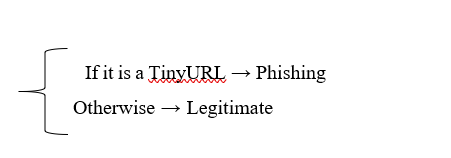 If it is a TinyURL → Phishing
Otherwise → Legitimate